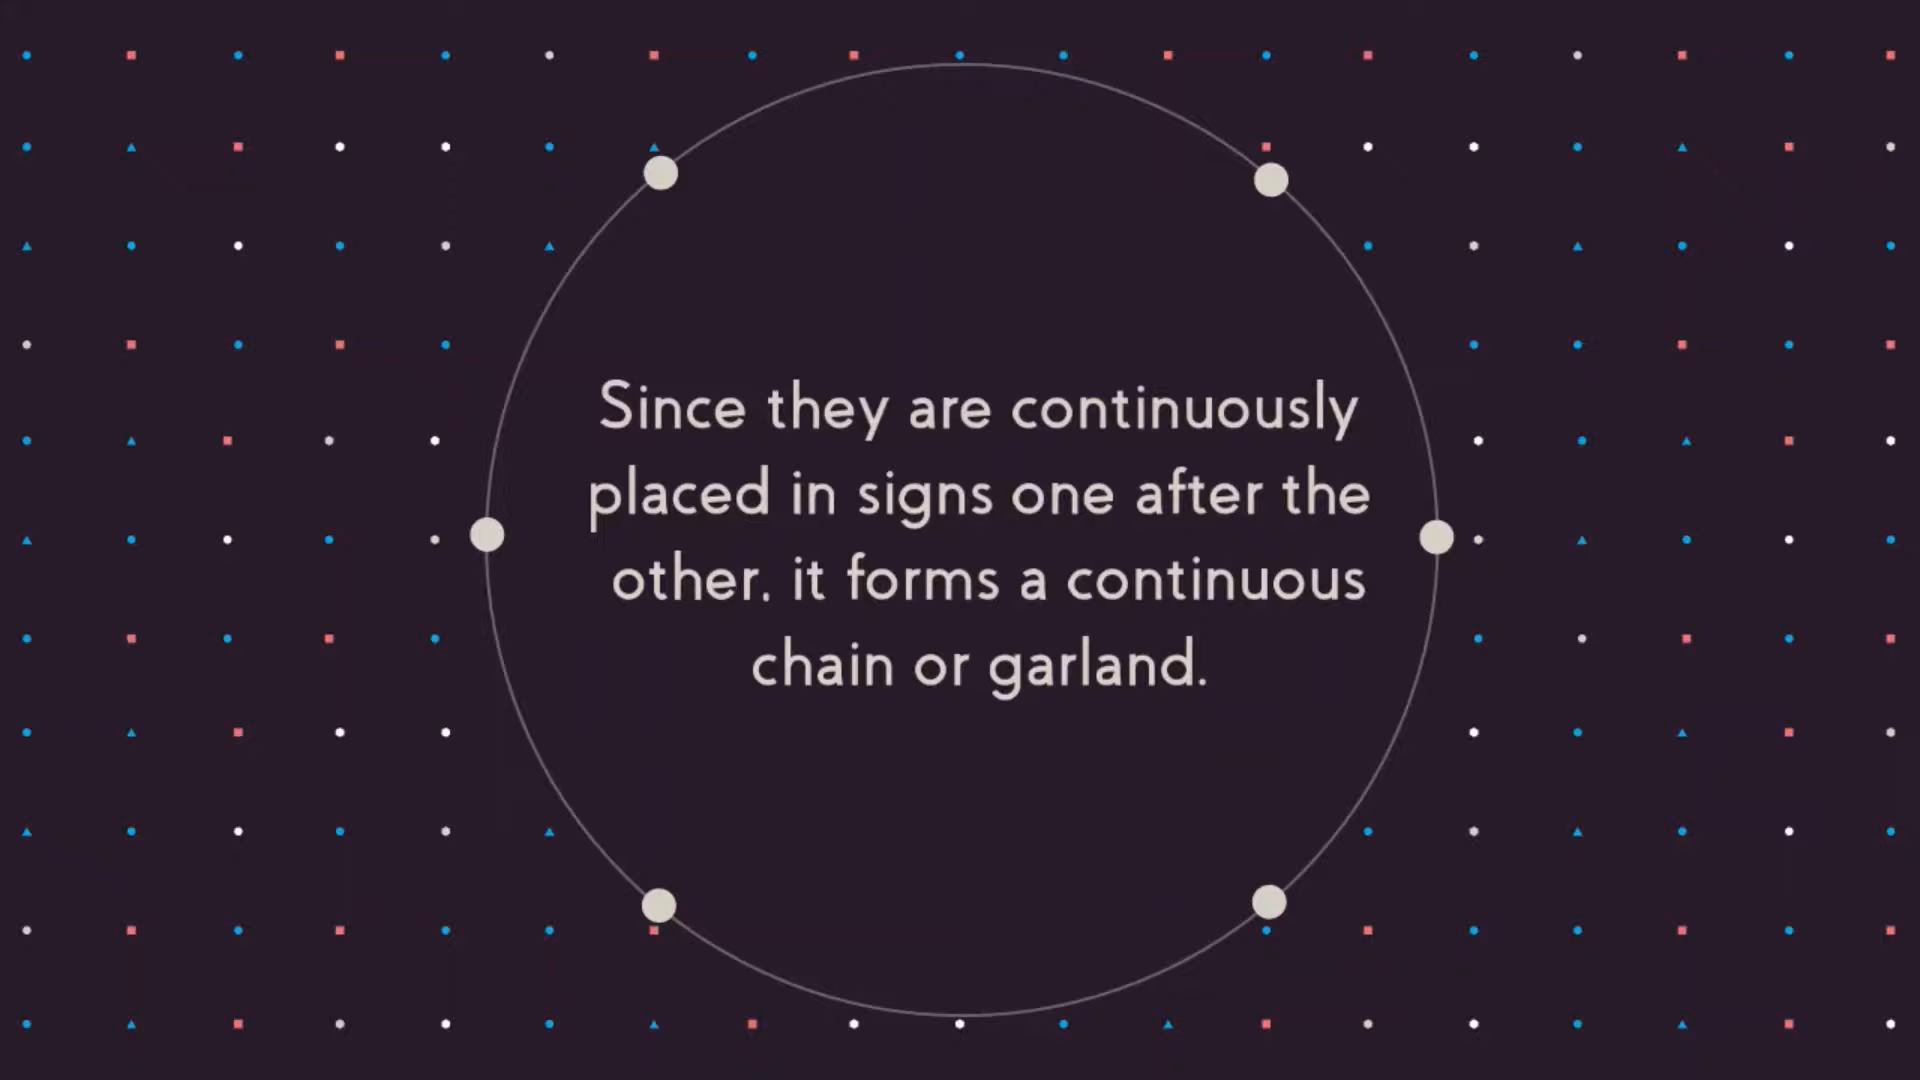 Since they are continuously
placed in signs one after the
other, it forms a continuous
chain or garland.